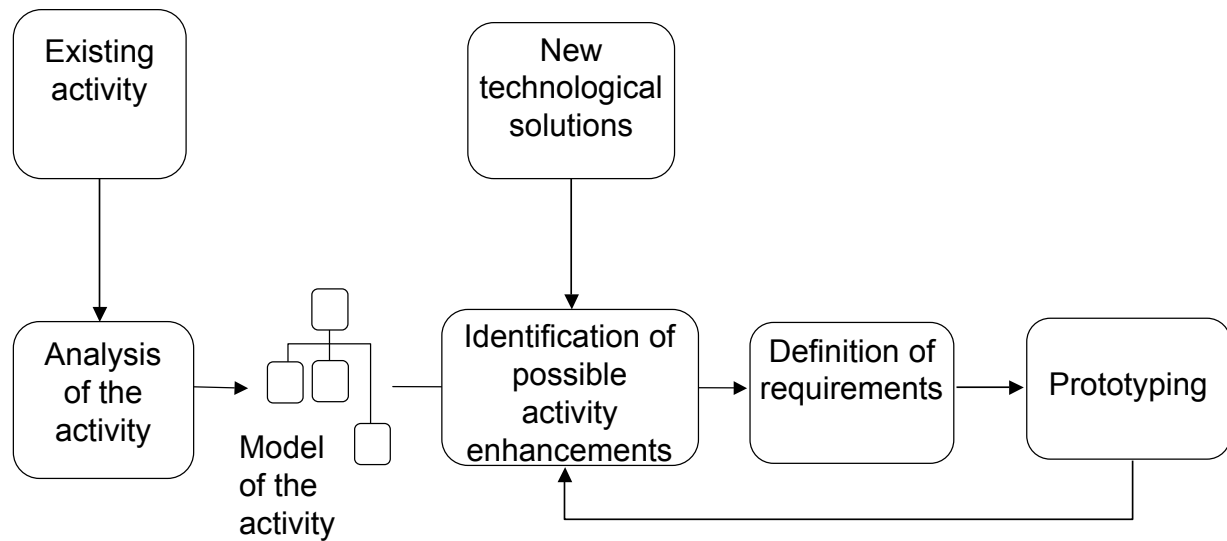 Existing
activity
New
technological
solutions
Analysis
of the
activity
Model
of the
activity
Identification of
possible
activity
enhancements
Definition of
requirements
Prototyping